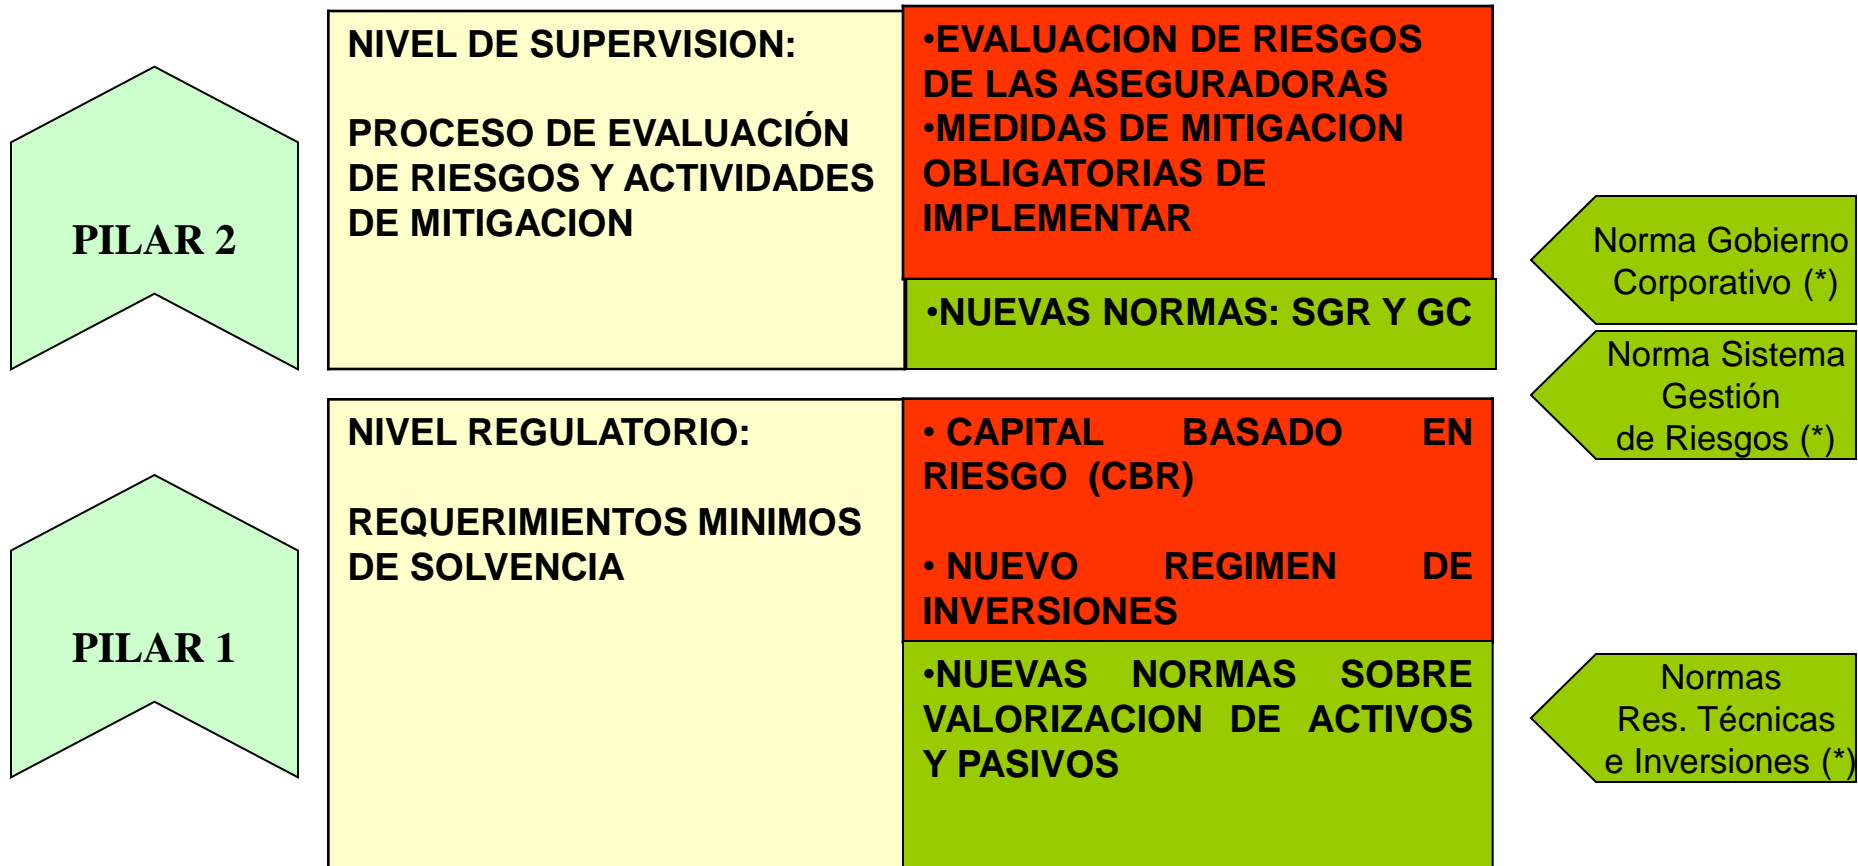 PILAR 2
NIVEL DE SUPERVISION:
PROCESO DE EVALUACIÓN
DE RIESGOS Y ACTIVIDADES
DE MITIGACION
•EVALUACION DE RIESGOS
DE LAS ASEGURADORAS
•MEDIDAS DE MITIGACION
OBLIGATORIAS DE
IMPLEMENTAR
•NUEVAS NORMAS: SGR Y GC
Norma Gobierno
Corporativo (*)
Norma Sistema
Gestión
de Riesgos (*)
PILAR 1
NIVEL REGULATORIO:
REQUERIMIENTOS MINIMOS
DE SOLVENCIA
• CAPITAL BASADO EN
RIESGO (CBR)
• NUEVO REGIMEN DE
INVERSIONES
•NUEVAS NORMAS SOBRE
VALORIZACION DE ACTIVOS
Y PASIVOS
Normas
Res. Técnicas
e Inversiones (*)